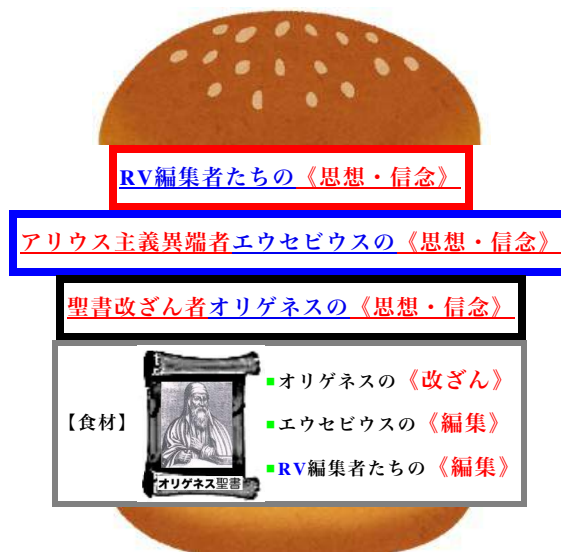 RV編集者たちの《思想・信念》
アリウス主義異端者エウセビウスの《思想・信念》
聖書改ざん者オリゲネスの《思想・信念》
【食材】
オリゲネス聖書
■オリゲネスの《改ざん》
■エウセビウスの《編集》
■RV編集者たちの《編集》